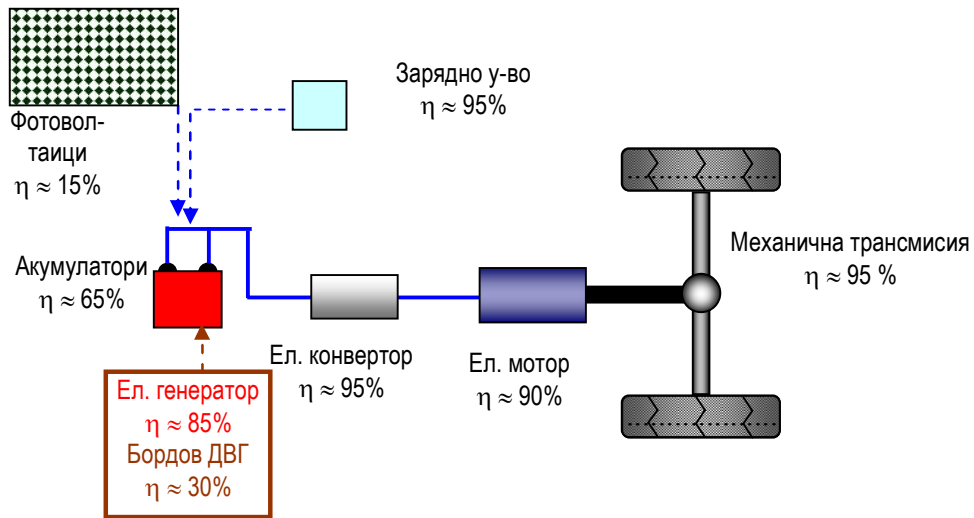 Зарядно у-во
η ≈ 95%
Фотовол-
таици
η ≈ 15%
Механична трансмисия
η ≈ 95 %
Акумулатори
η ≈ 65%
Ел. конвертор
η ≈ 95%
Ел. мотор
η ≈ 90%
Ел. генератор
η ≈ 85%
Бордов ДВГ
η ≈ 30%